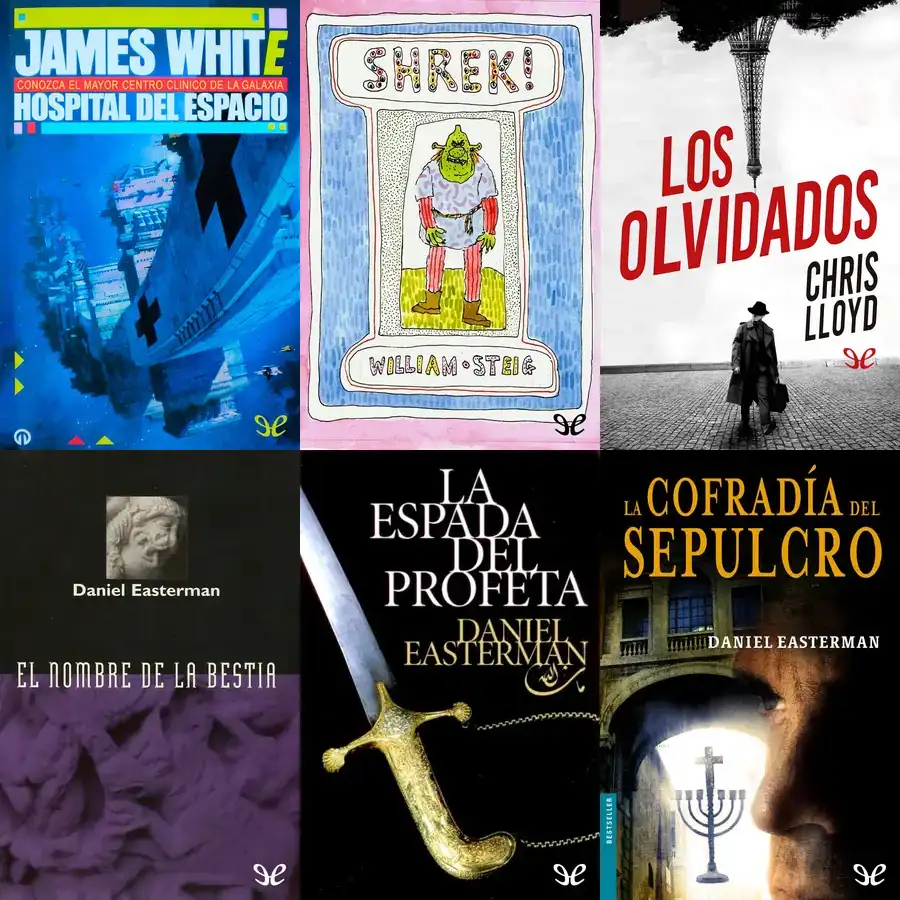 JAMES WHITE
CONOZCA EL MAYOR CENTRO CLINICO DE LA GALAXIA
HOSPITAL DEL ESPACIO
SHREK!
WILLIAM • STEIG
LOS
OLVIDADOS
CHRIS
LLOYD
Daniel Easterman
EL NOMBRE DE LA BESTIA
LA
ESPADA
DEL
PROFETA
DANIEL
EASTERMAN
LA COFRADÍA DEL
SEPULCRO
DANIEL EASTERMAN
BESTSELLER